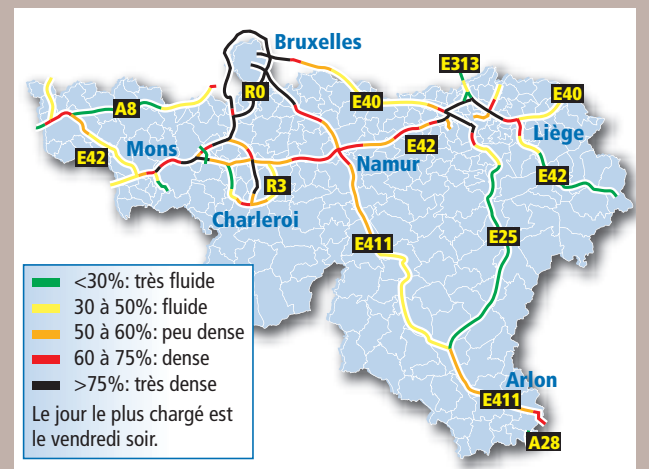 Bruxelles
E313
R0
E40
E40
A8
Mons
E42
Liège
E42
Namur
E42
R3
Charleroi
E411
E25
<30%: très fluide
30 à 50%: fluide
50 à 60%: peu dense
60 à 75%: dense
>75%: très dense
Le jour le plus chargé est
le vendredi soir.
Arlon
E411
A28